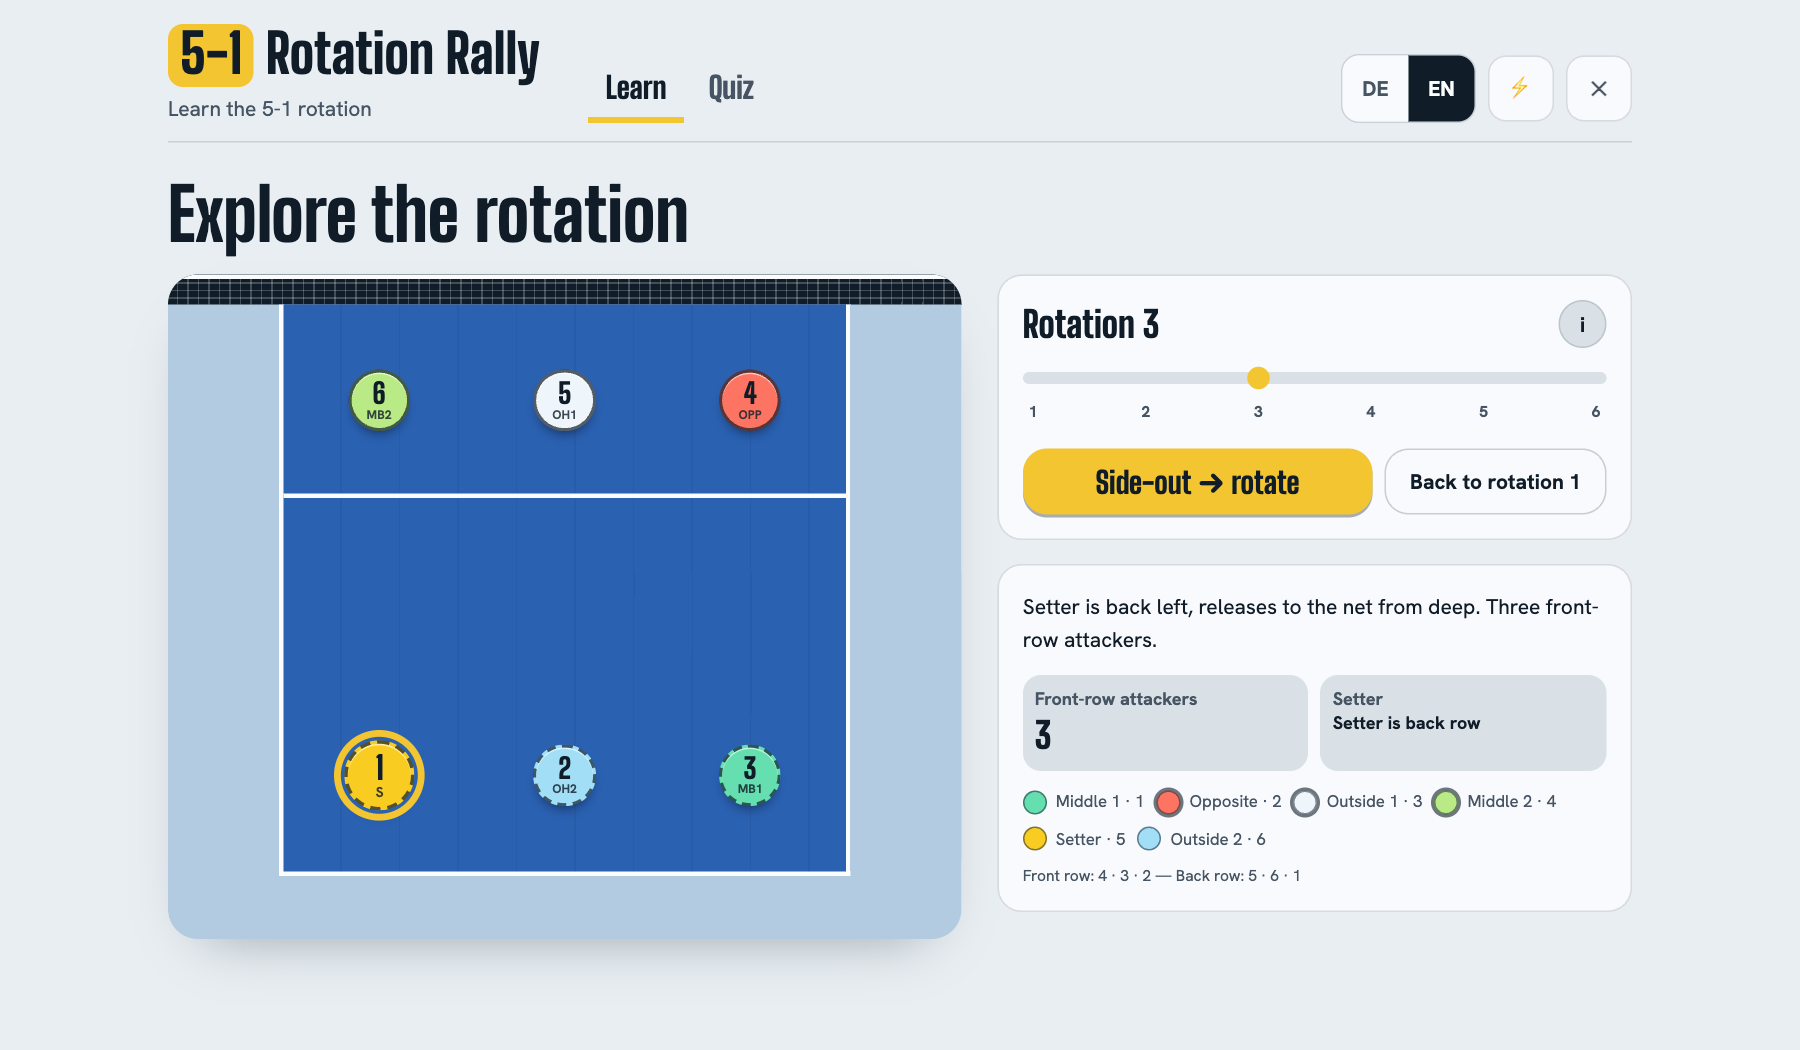 5–1 Rotation Rally
Learn the 5-1 rotation
Learn
Quiz
DE
EN
Explore the rotation
6
MB2
5
OH1
4
OPP
1
S
2
OH2
3
MB1
Rotation 3
i
1 2 3 4 5 6
Side-out → rotate
Back to rotation 1
Setter is back left, releases to the net from deep. Three front-
row attackers.
Front-row attackers
3
Setter
Setter is back row
Middle 1 · 1 Opposite · 2 Outside 1 · 3 Middle 2 · 4
Setter · 5 Outside 2 · 6
Front row: 4 · 3 · 2 — Back row: 5 · 6 · 1